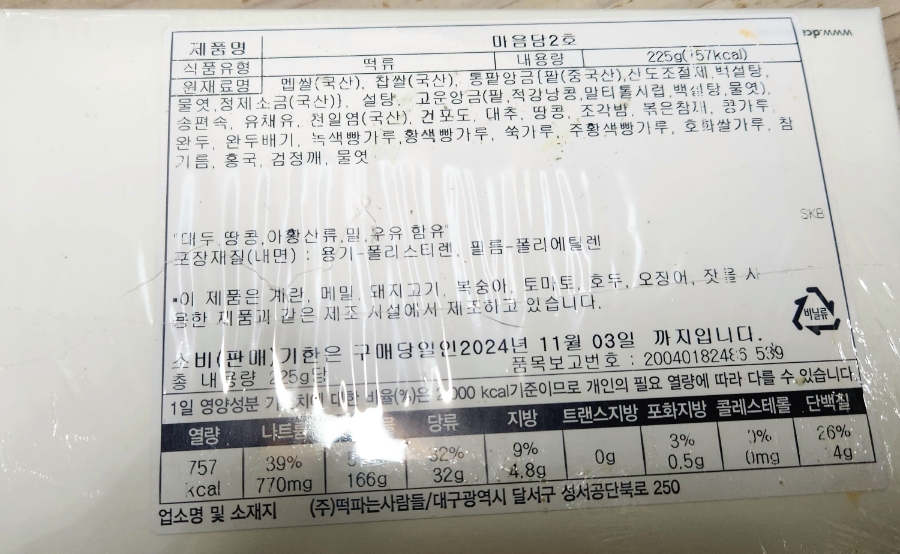 www.dc
제품명 마음담2호
식품유형 떡류 내용량 225g( 57kcal)
원재료명 멥쌀(국산), 찹쌀(국산), 통팥앙금{팥(중국산),산도조절제,백설탕,
물엿,정제소금(국산)}, 설탕, 고운앙금(팥,적강낭콩,말티톨시럽,백설탕,물엿),
송편속, 유채유, 천일염(국산), 건포도, 대추, 땅콩, 조각밤, 볶은참깨, 콩가루,
완두, 완두배기, 녹색빵가루,황색빵가루, 쑥가루, 주황색빵가루, 호화쌀가루, 참
기름, 홍국, 검정깨, 물엿
SKB
"대두,땅콩,아황산류,밀,우유 함유"
포장재질(내면) : 용기-폴리스티렌, 필름-폴리에틸렌
▪이 제품은 계란, 메밀, 돼지고기, 복숭아, 토마토, 호두, 오징어, 잣을 사
용한 제품과 같은 제조 시설에서 제조하고 있습니다.
비닐류
소비(판매)기한은 구매당일인2024년 11월 03일 까지입니다.
품목보고번호 : 20040182486 539
총 내용량 225g당
1일 영양성분 기준치에 대한 비율(%)은 2,000 kcal기준이므로 개인의 필요 열량에 따라 다를 수 있습니다.
열량 나트륨 당류 지방 트랜스지방 포화지방 콜레스테롤 단백질
39% 32% 9% 3% 26%
757 kcal 770mg 166g 32g 4.8g 0g 0.5g 0mg 4g
업소명 및 소재지 (주)떡파는사람들/대구광역시 달서구 성서공단북로 250